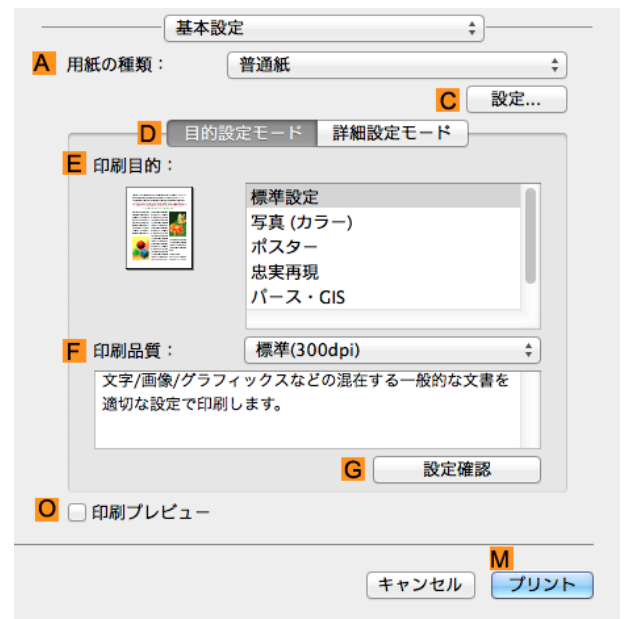 基本設定
A 用紙の種類： 普通紙
C 設定...
D 目的設定モード 詳細設定モード
E 印刷目的：
標準設定
写真 (カラー)
ポスター
忠実再現
パース・GIS
F 印刷品質： 標準(300dpi)
文字/画像/グラフィックスなどの混在する一般的な文書を
適切な設定で印刷します。
G 設定確認
O 印刷プレビュー
M
キャンセル プリント